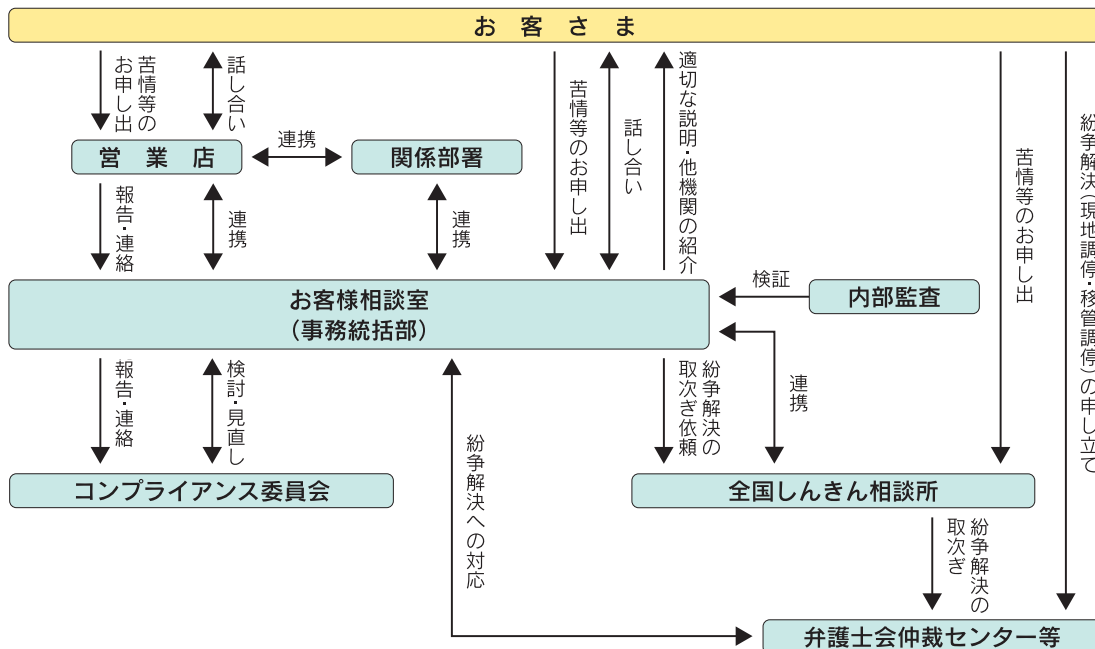 お客さま
苦情等の
お申し出
話し合い
苦情等のお申し出
話し合い
適切な説明・他機関の紹介
苦情等のお申し出
紛争解決(現地調停・移管調停)の申し立て
営業店
連携
関係部署
報告・連絡
連携
連携
お客様相談室
(事務統括部)
検証
内部監査
報告・連絡
検討・見直し
紛争解決への対応
紛争解決の
取次ぎ依頼
連携
コンプライアンス委員会
全国しんきん相談所
紛争解決の
取次ぎ
弁護士会仲裁センター等